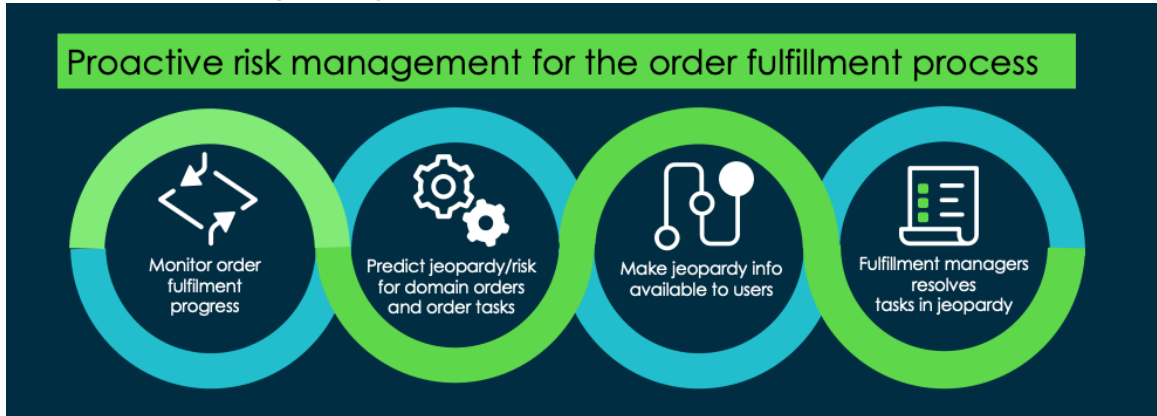 Proactive risk management for the order fulfillment process
Monitor order
fulfillment
progress
Predict jeopardy/risk
for domain orders
and order tasks
Make jeopardy info
available to users
Fulfillment managers
resolves
tasks in jeopardy